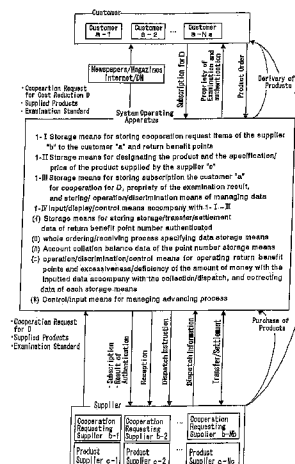 Customer
Customer a-1
Customer a-2
...
Customer a-Na
Newspapers/Magazines
Internet/DM
・Cooperation Request for Cost Reduction D
・Supplied Products
・Examination Standard
Subscription for D
Propriety of Examination and authentication
Product Order
Derivery of Products
System Operating Apparatus
1-I Storage means for storing cooperation request items of the supplier
"b" to the customer "a" and return benefit points
1-II Storage means for designating the product and the specification/
price of the product supplied by the supplier "c"
1-III Storage means for storing subscription the customer "a"
for cooperation for D, propriety of the examination result,
and storing/ operation/discrimination means of managing data
1-IV Input/display/control means accompany with 1-I~III
Storage means for storing storage/transfer/settlement
data of return benefit point number authenticated
whole ordering/receiving process specifying data storage means
Account collation balance data of the point number storage means
operation/discrimination/control means for operating return benefit
points and excessiveness/deficiency of the amount of money with the
inputted data accompany with the collection/dispatch, and correcting
data of each storage means
Control/input means for managing advancing process
・Cooperation Request for D
・Supplied Products
・Examination Standard
・Subscription
・Result of Authentication
Reception
Dispatch Instruction
Dispatch Information
Transfer/Settlement
Purchase of Products
Supplier
Cooperation Requesting Supplier b-1
Cooperation Requesting Supplier b-2
...
Cooperation Requesting Supplier b-Nb
Product Supplier c-1
Product Supplier c-2
...
Product Supplier c-Nc